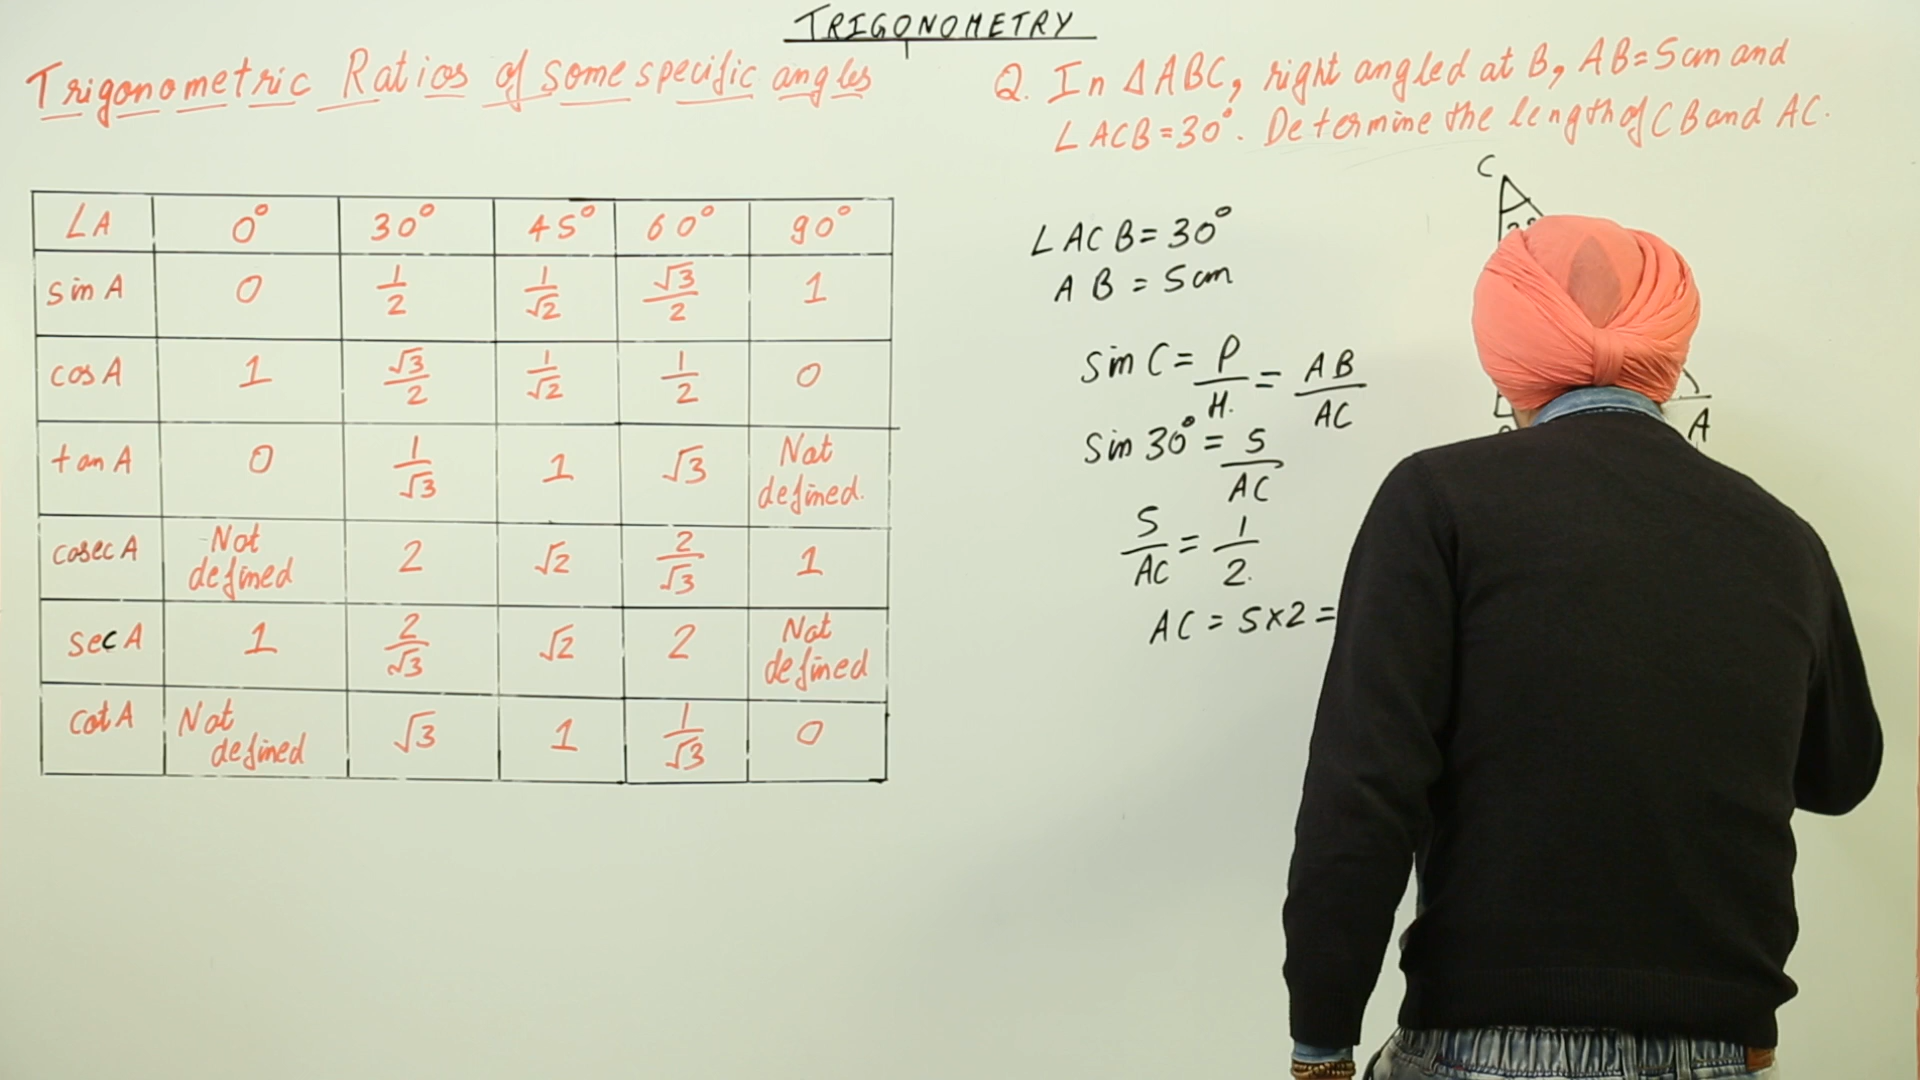 TRIGONOMETRY
Trigonometric Ratios of some specific angles
∠A 0° 30° 45° 60° 90°
sin A 0 1/2 1/√2 √3/2 1
cos A 1 √3/2 1/√2 1/2 0
tan A 0 1/√3 1 √3 Not defined.
cosec A Not defined 2 √2 2/√3 1
sec A 1 2/√3 √2 2 Not defined
cot A Not defined √3 1 1/√3 0
Q. In ΔABC, right angled at B, AB=5cm and
∠ACB=30°. Determine the length of CB and AC.
∠ACB=30°
AB = 5cm
Sin C = P/H. = AB/AC
Sin 30° = 5/AC
5/AC = 1/2.
AC = 5×2 =
C
A